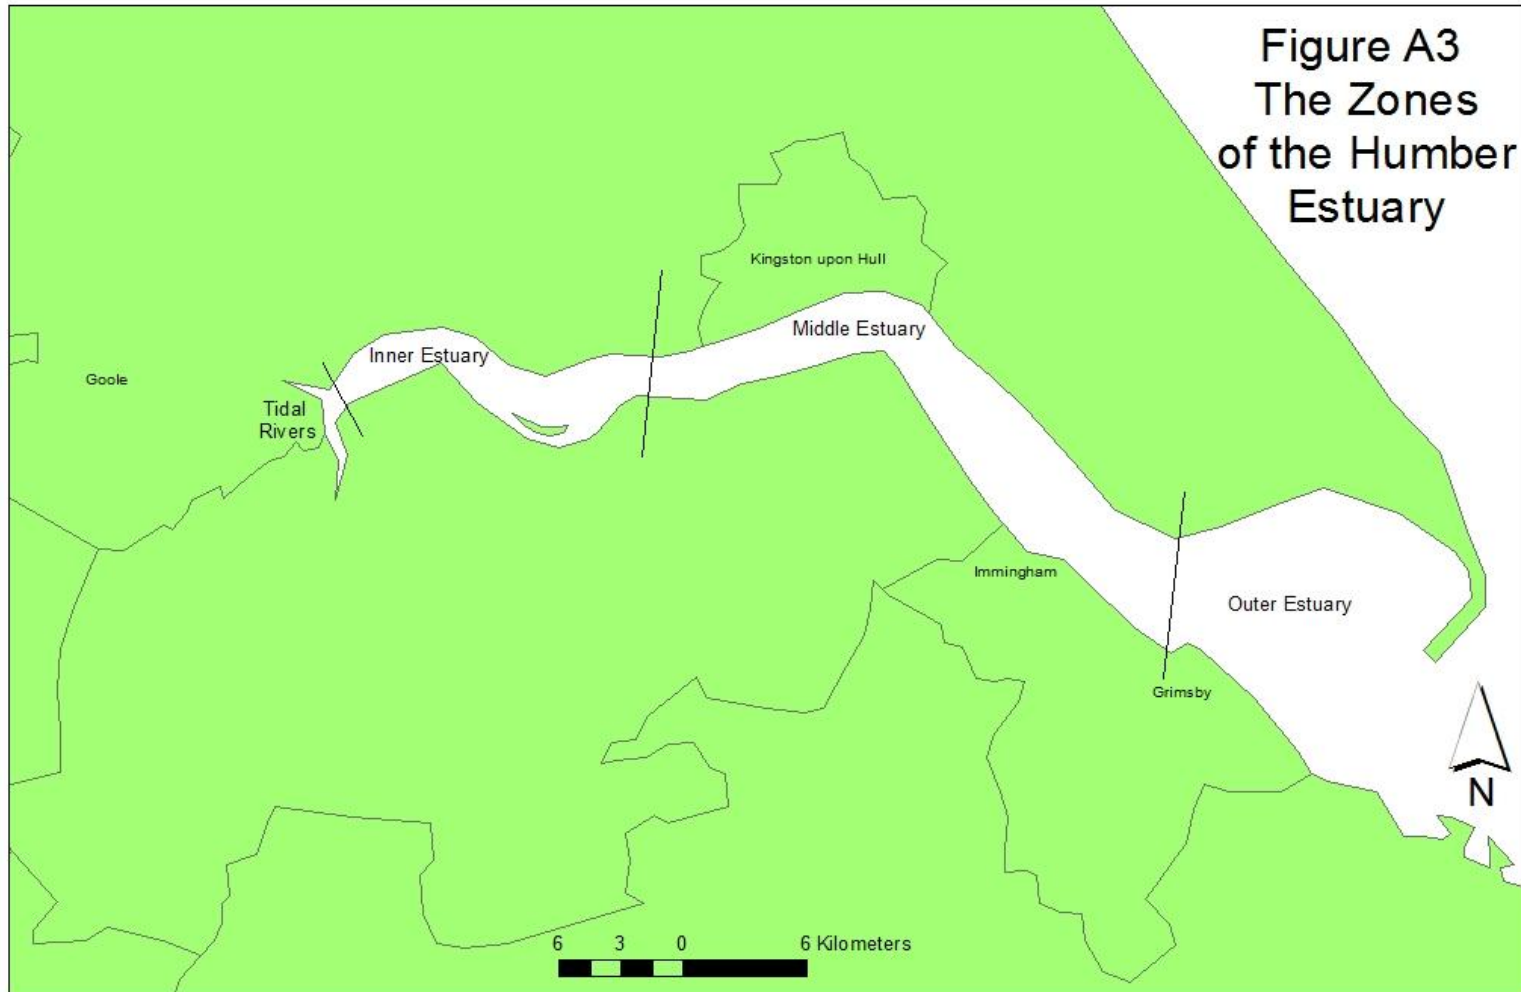 Figure A3
The Zones
of the Humber
Estuary
Kingston upon Hull
Middle Estuary
Inner Estuary
Goole
Tidal
Rivers
Immingham
Outer Estuary
Grimsby
N
6 3 0 6 Kilometers